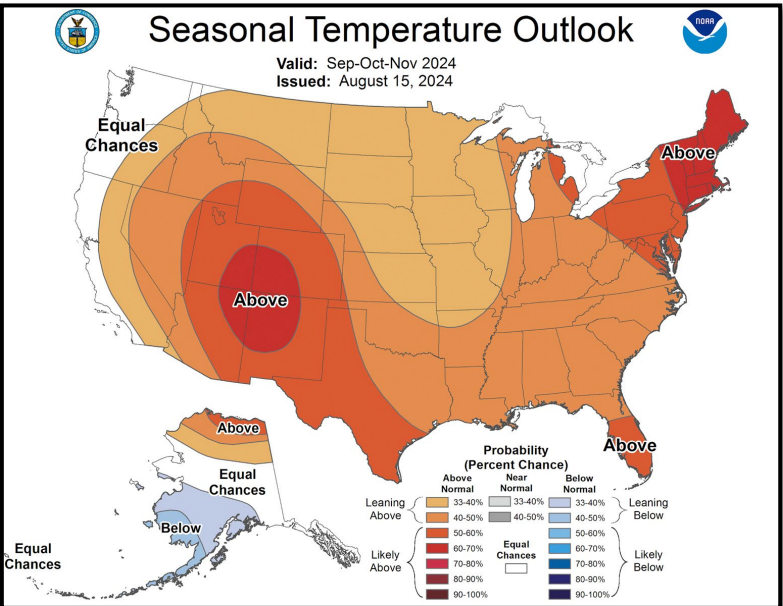 Seasonal Temperature Outlook
NOAA
Valid: Sep-Oct-Nov 2024
Issued: August 15, 2024
Equal
Chances
Above
Above
Above
Above
Equal
Chances
Below
Equal
Chances
Probability
(Percent Chance)
Above
Normal
Near
Normal
Below
Normal
Leaning
Above
33-40%
33-40%
33-40%
Leaning
Below
40-50%
40-50%
40-50%
Likely
Above
50-60%
Equal
Chances
50-60%
Likely
Below
60-70%
60-70%
70-80%
70-80%
80-90%
80-90%
90-100%
90-100%